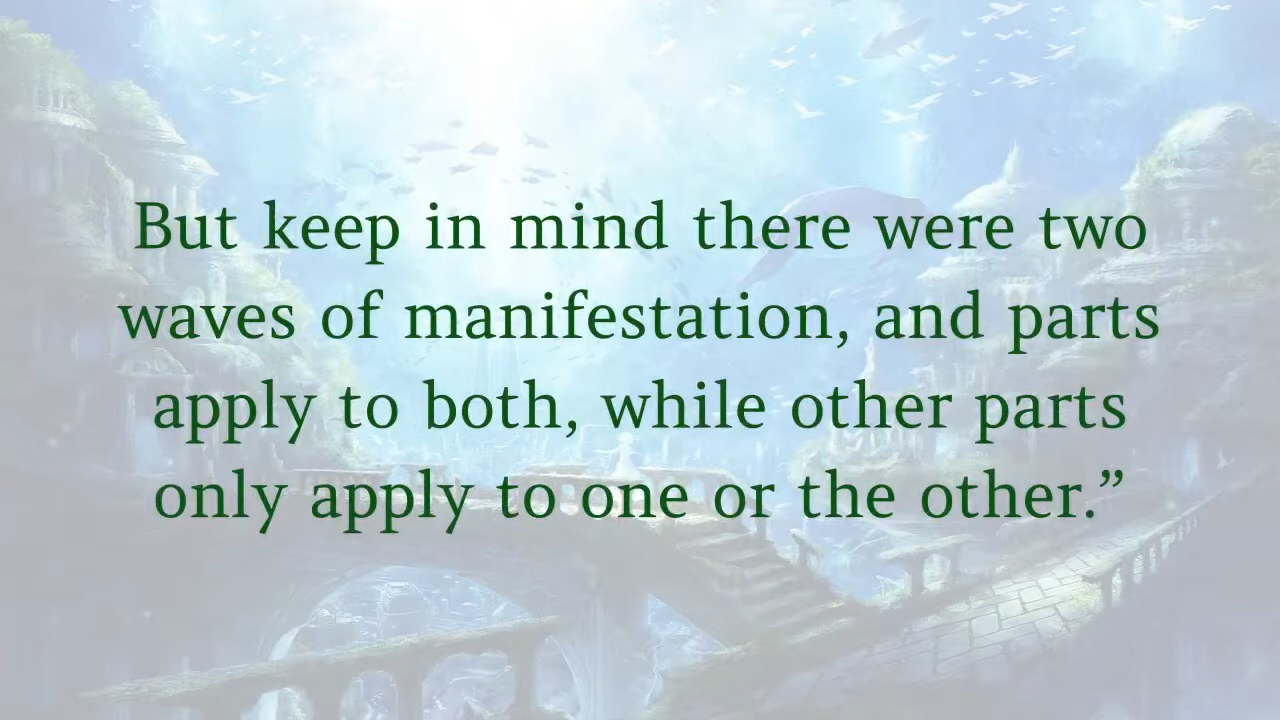 But keep in mind there were two
waves of manifestation, and parts
apply to both, while other parts
only apply to one or the other.”